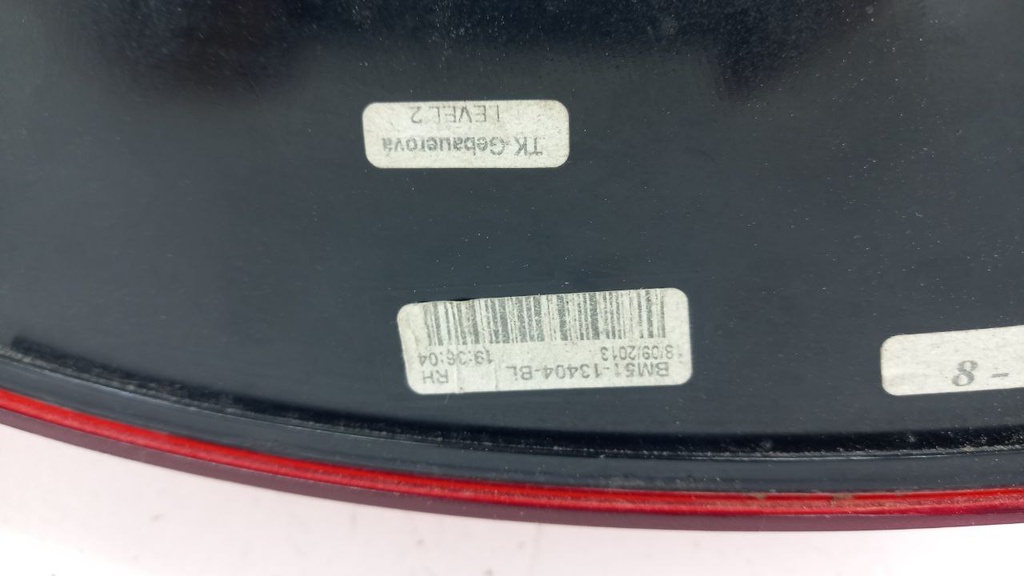 TK Gebauerová
LEVEL 2
BM51-13404-BL RH
18/09/2013 19:36:04
8 -